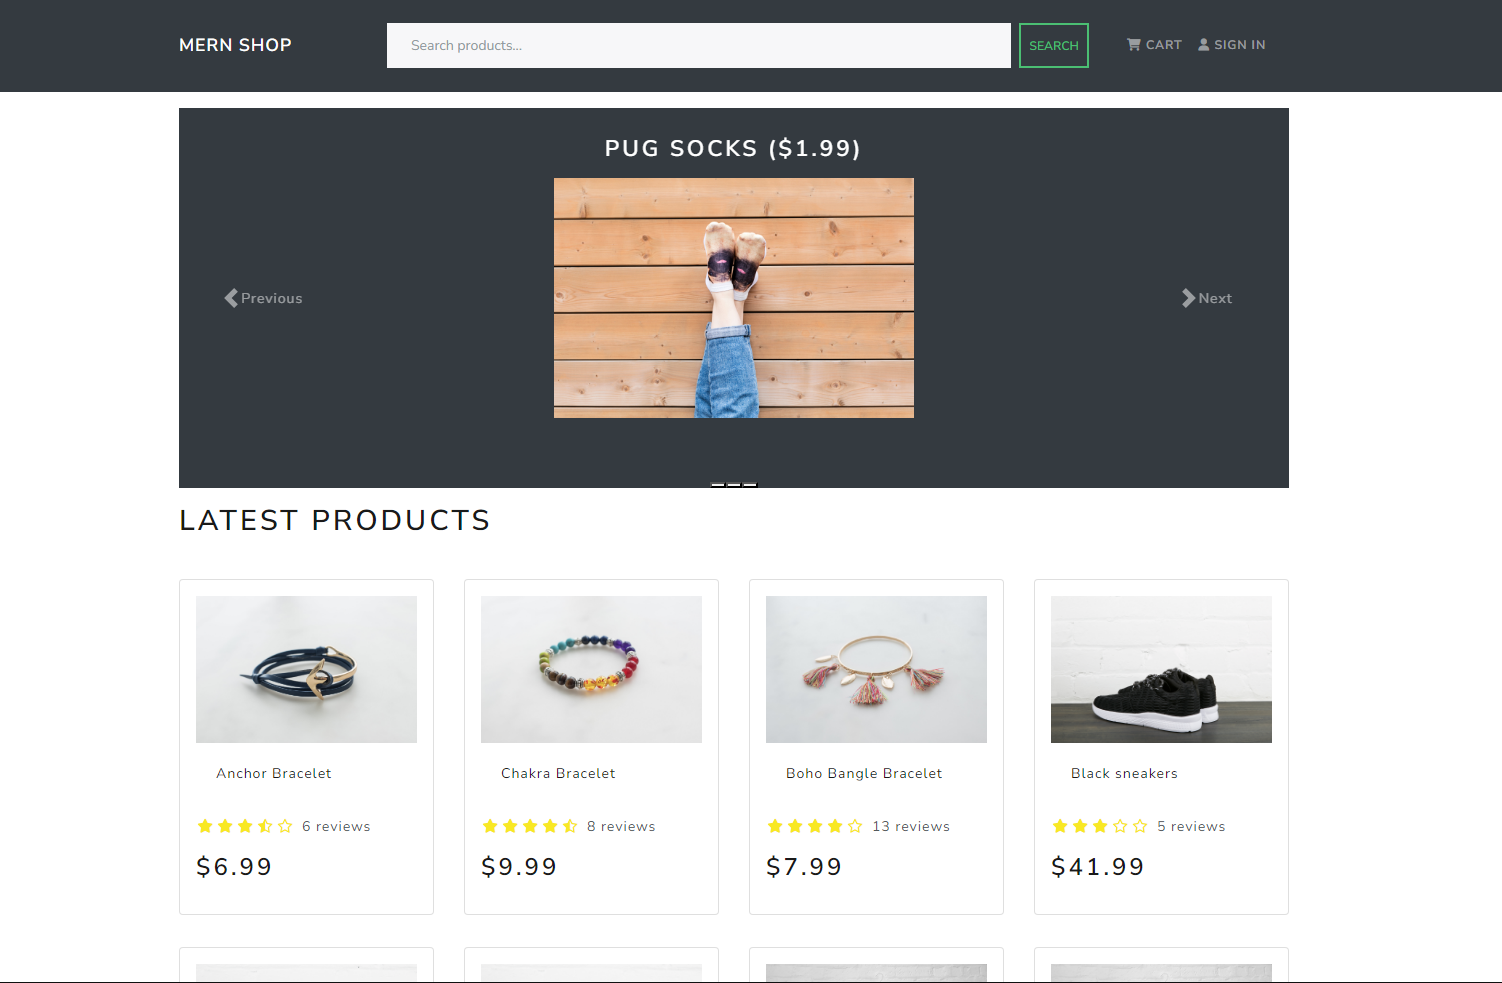 MERN SHOP
Search products...
SEARCH
CART
SIGN IN
PUG SOCKS ($1.99)
Previous
Next
LATEST PRODUCTS
Anchor Bracelet
6 reviews
$6.99
Chakra Bracelet
8 reviews
$9.99
Boho Bangle Bracelet
13 reviews
$7.99
Black sneakers
5 reviews
$41.99